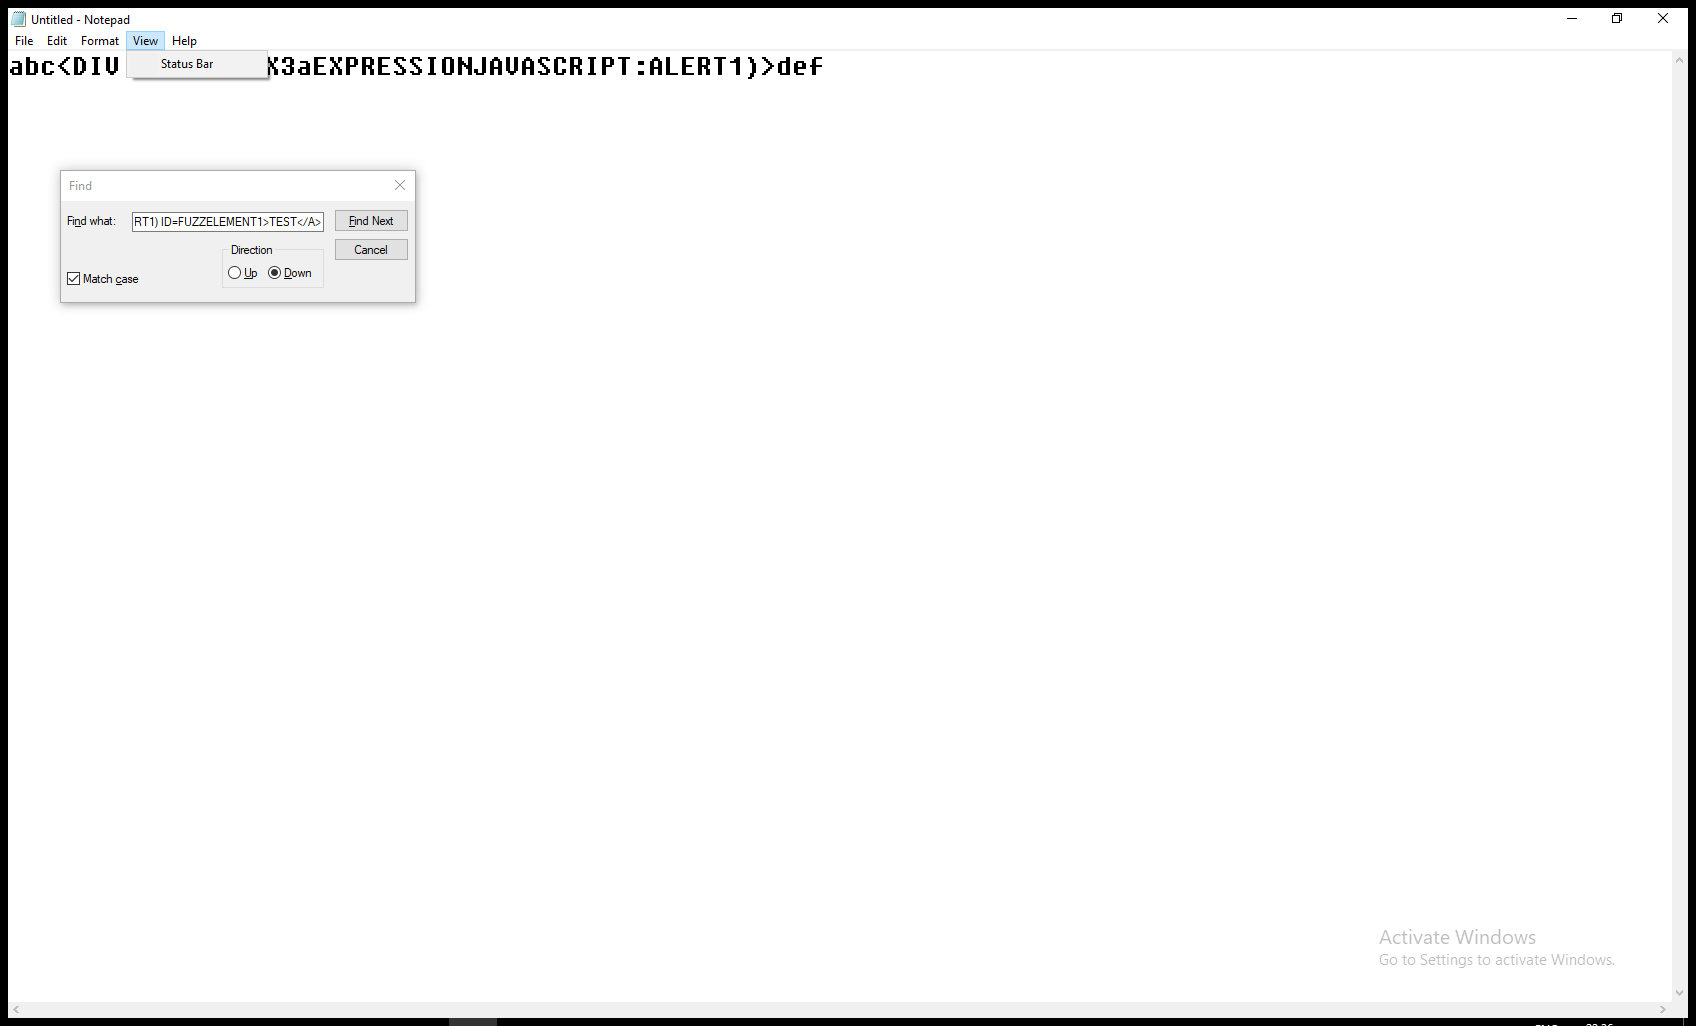 Untitled - Notepad
File Edit Format View Help
Status Bar
abc<DIV X3aEXPRESSIONJAVASCRIPT:ALERT1)>def
Find
Find what: RT1) ID=FUZZELEMENT1>TEST</A> Find Next
Direction Cancel
Up Down
Match case
Activate Windows
Go to Settings to activate Windows.